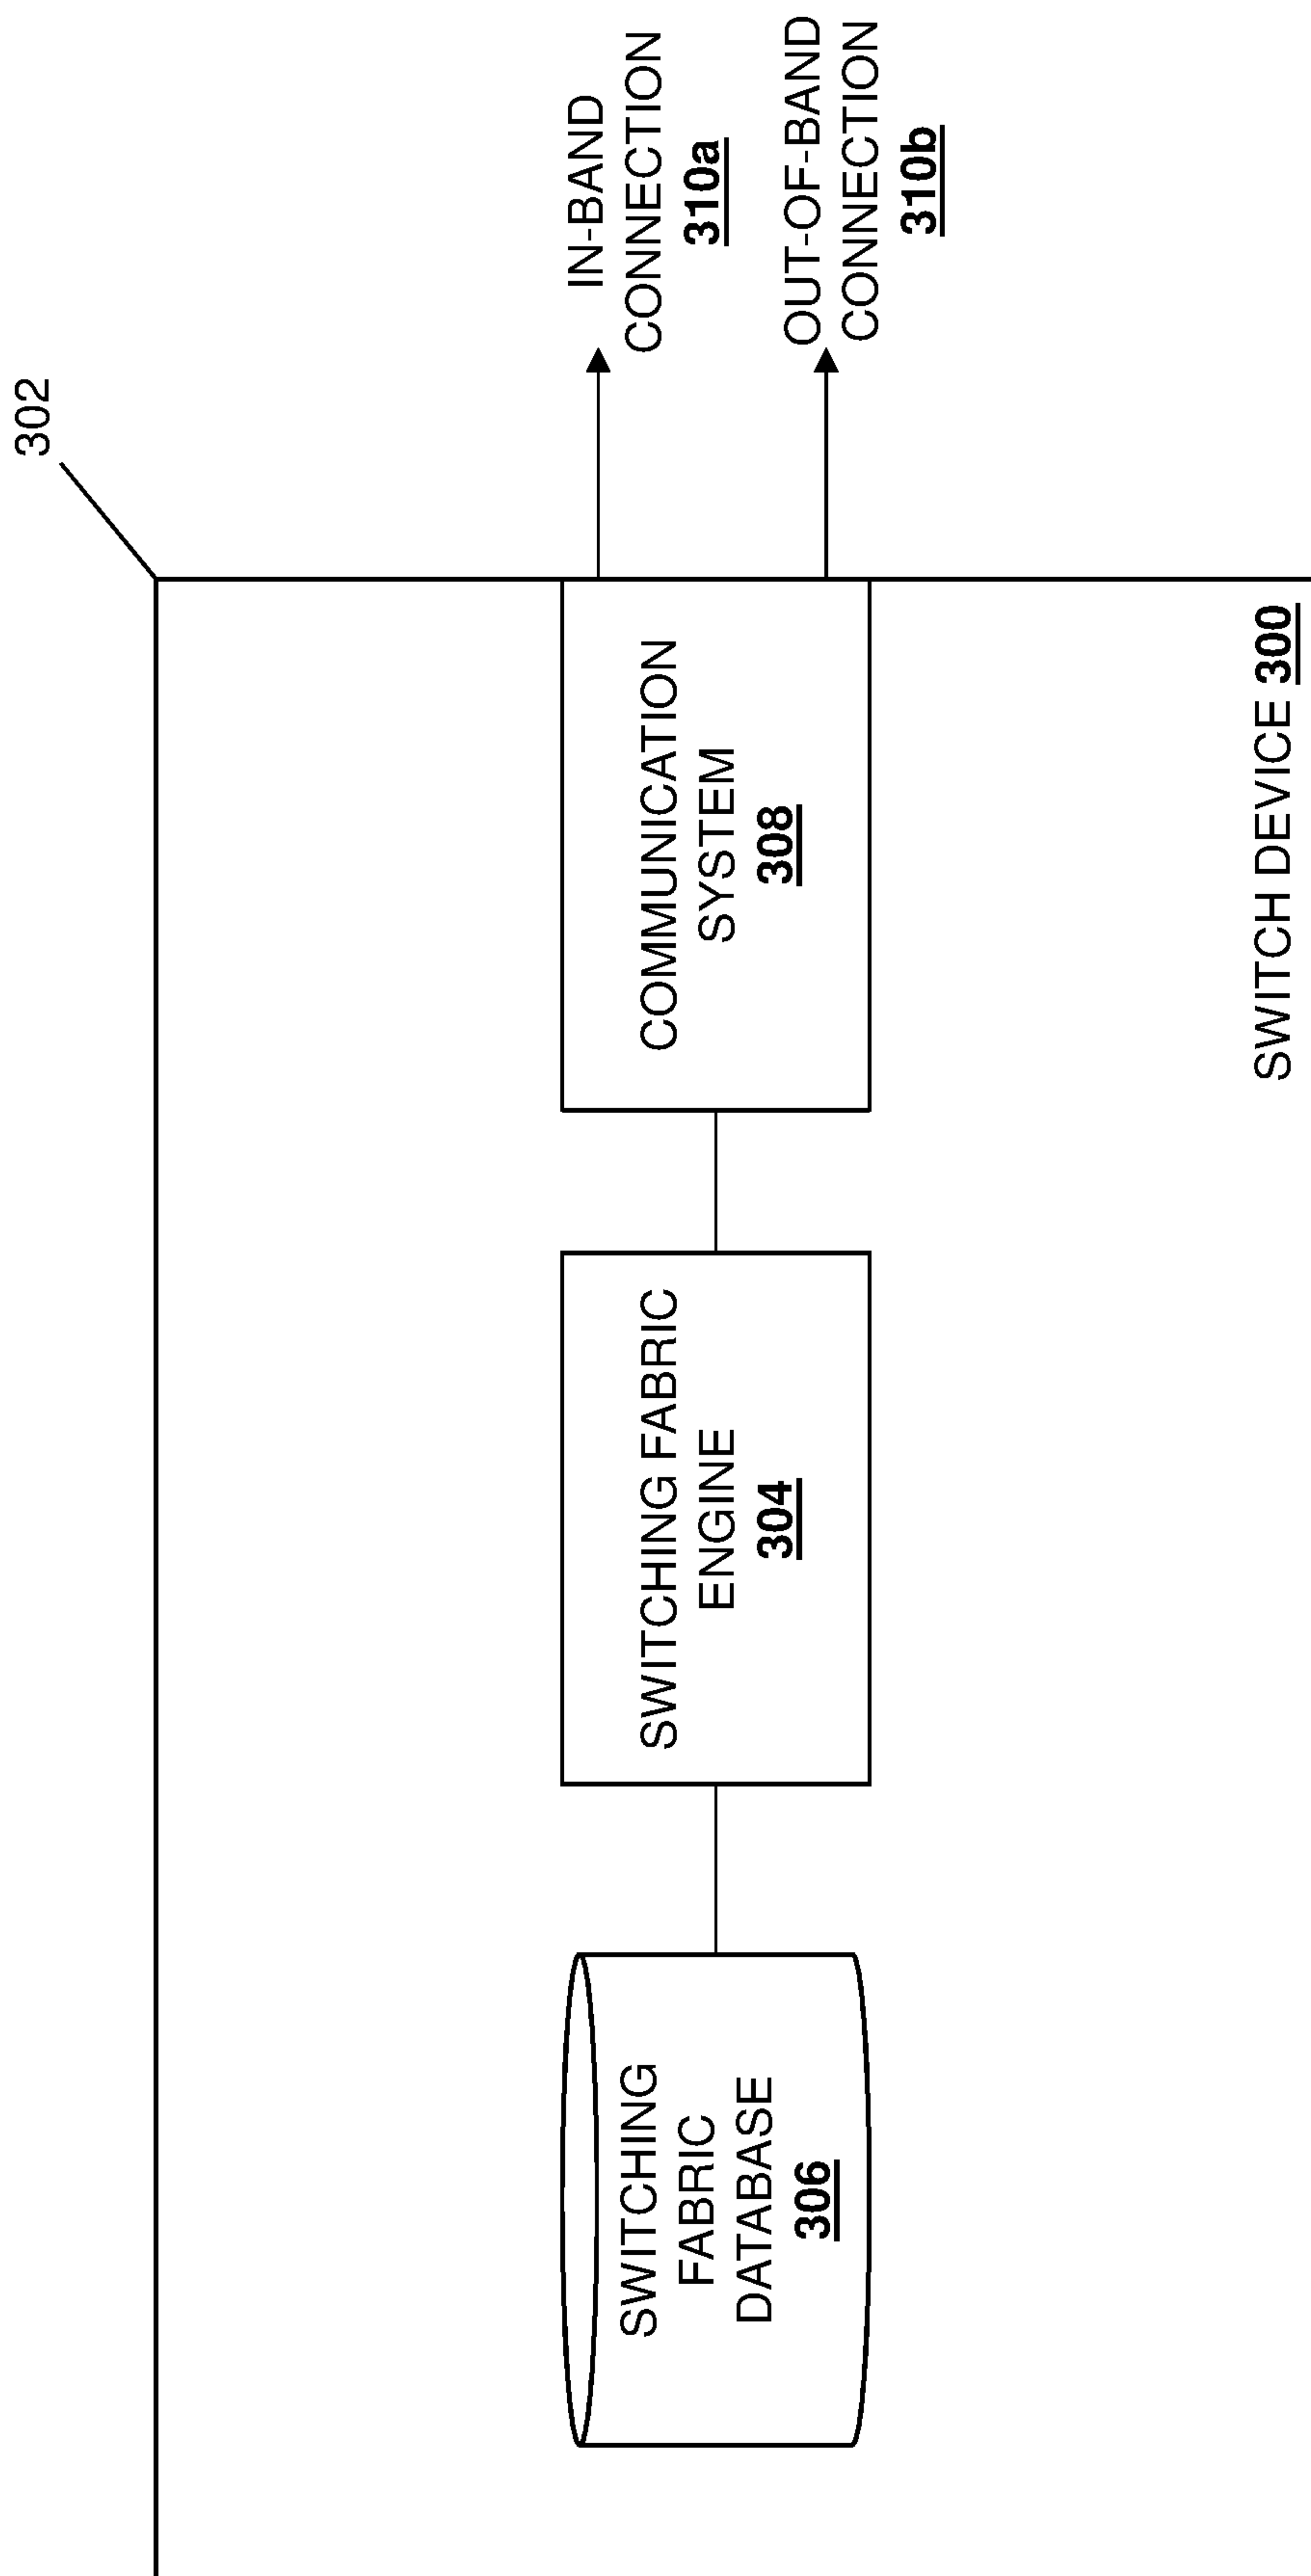 302
SWITCHING
FABRIC
DATABASE
306
SWITCHING FABRIC
ENGINE
304
COMMUNICATION
SYSTEM
308
IN-BAND
CONNECTION
310a
OUT-OF-BAND
CONNECTION
310b
SWITCH DEVICE 300